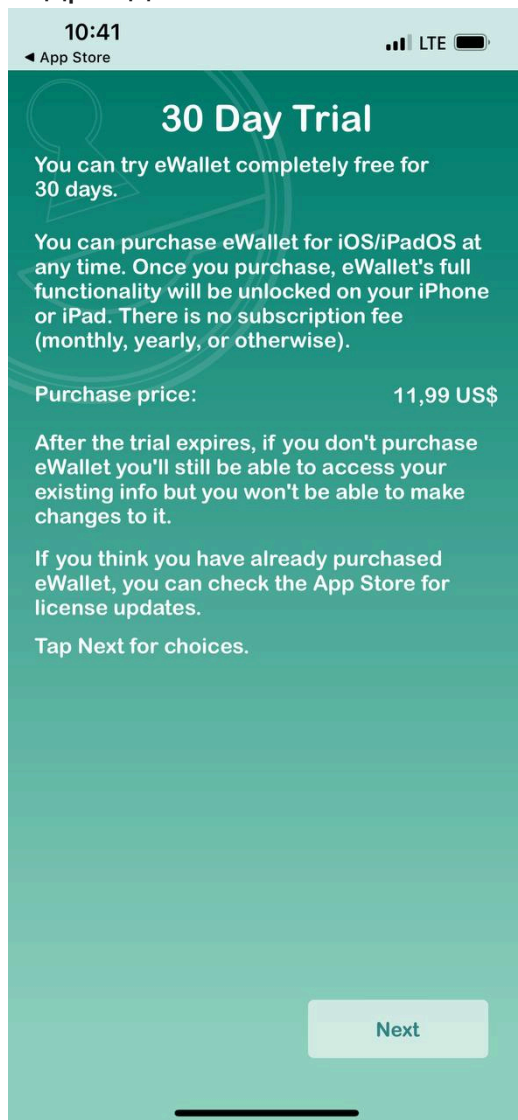 10:41
◀ App Store
LTE
30 Day Trial
You can try eWallet completely free for
30 days.
You can purchase eWallet for iOS/iPadOS at
any time. Once you purchase, eWallet's full
functionality will be unlocked on your iPhone
or iPad. There is no subscription fee
(monthly, yearly, or otherwise).
Purchase price: 11,99 US$
After the trial expires, if you don't purchase
eWallet you'll still be able to access your
existing info but you won't be able to make
changes to it.
If you think you have already purchased
eWallet, you can check the App Store for
license updates.
Tap Next for choices.
Next